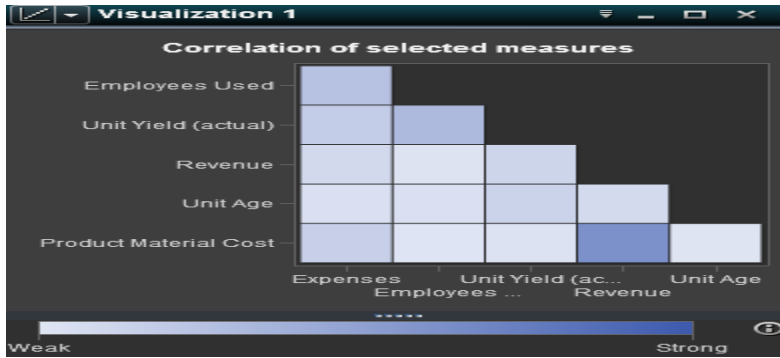 Visualization 1
Correlation of selected measures
Employees Used
Unit Yield (actual)
Revenue
Unit Age
Product Material Cost
Expenses Unit Yield (ac... Unit Age
Employees ... Revenue
Weak Strong